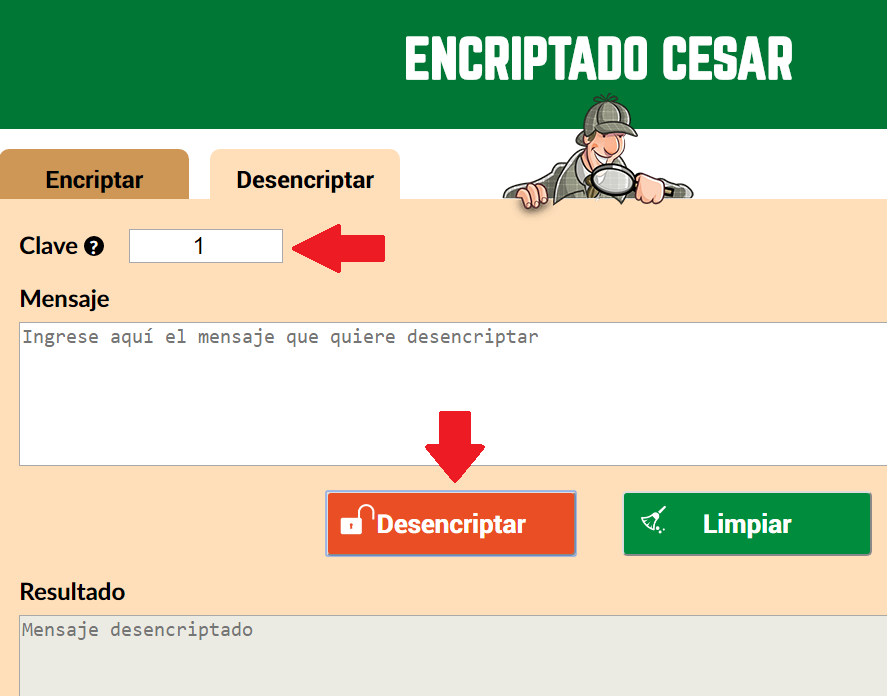 ENCRIPTADO CESAR
Encriptar
Desencriptar
Clave ?
1
Mensaje
Ingrese aquí el mensaje que quiere desencriptar
Desencriptar
Limpiar
Resultado
Mensaje desencriptado